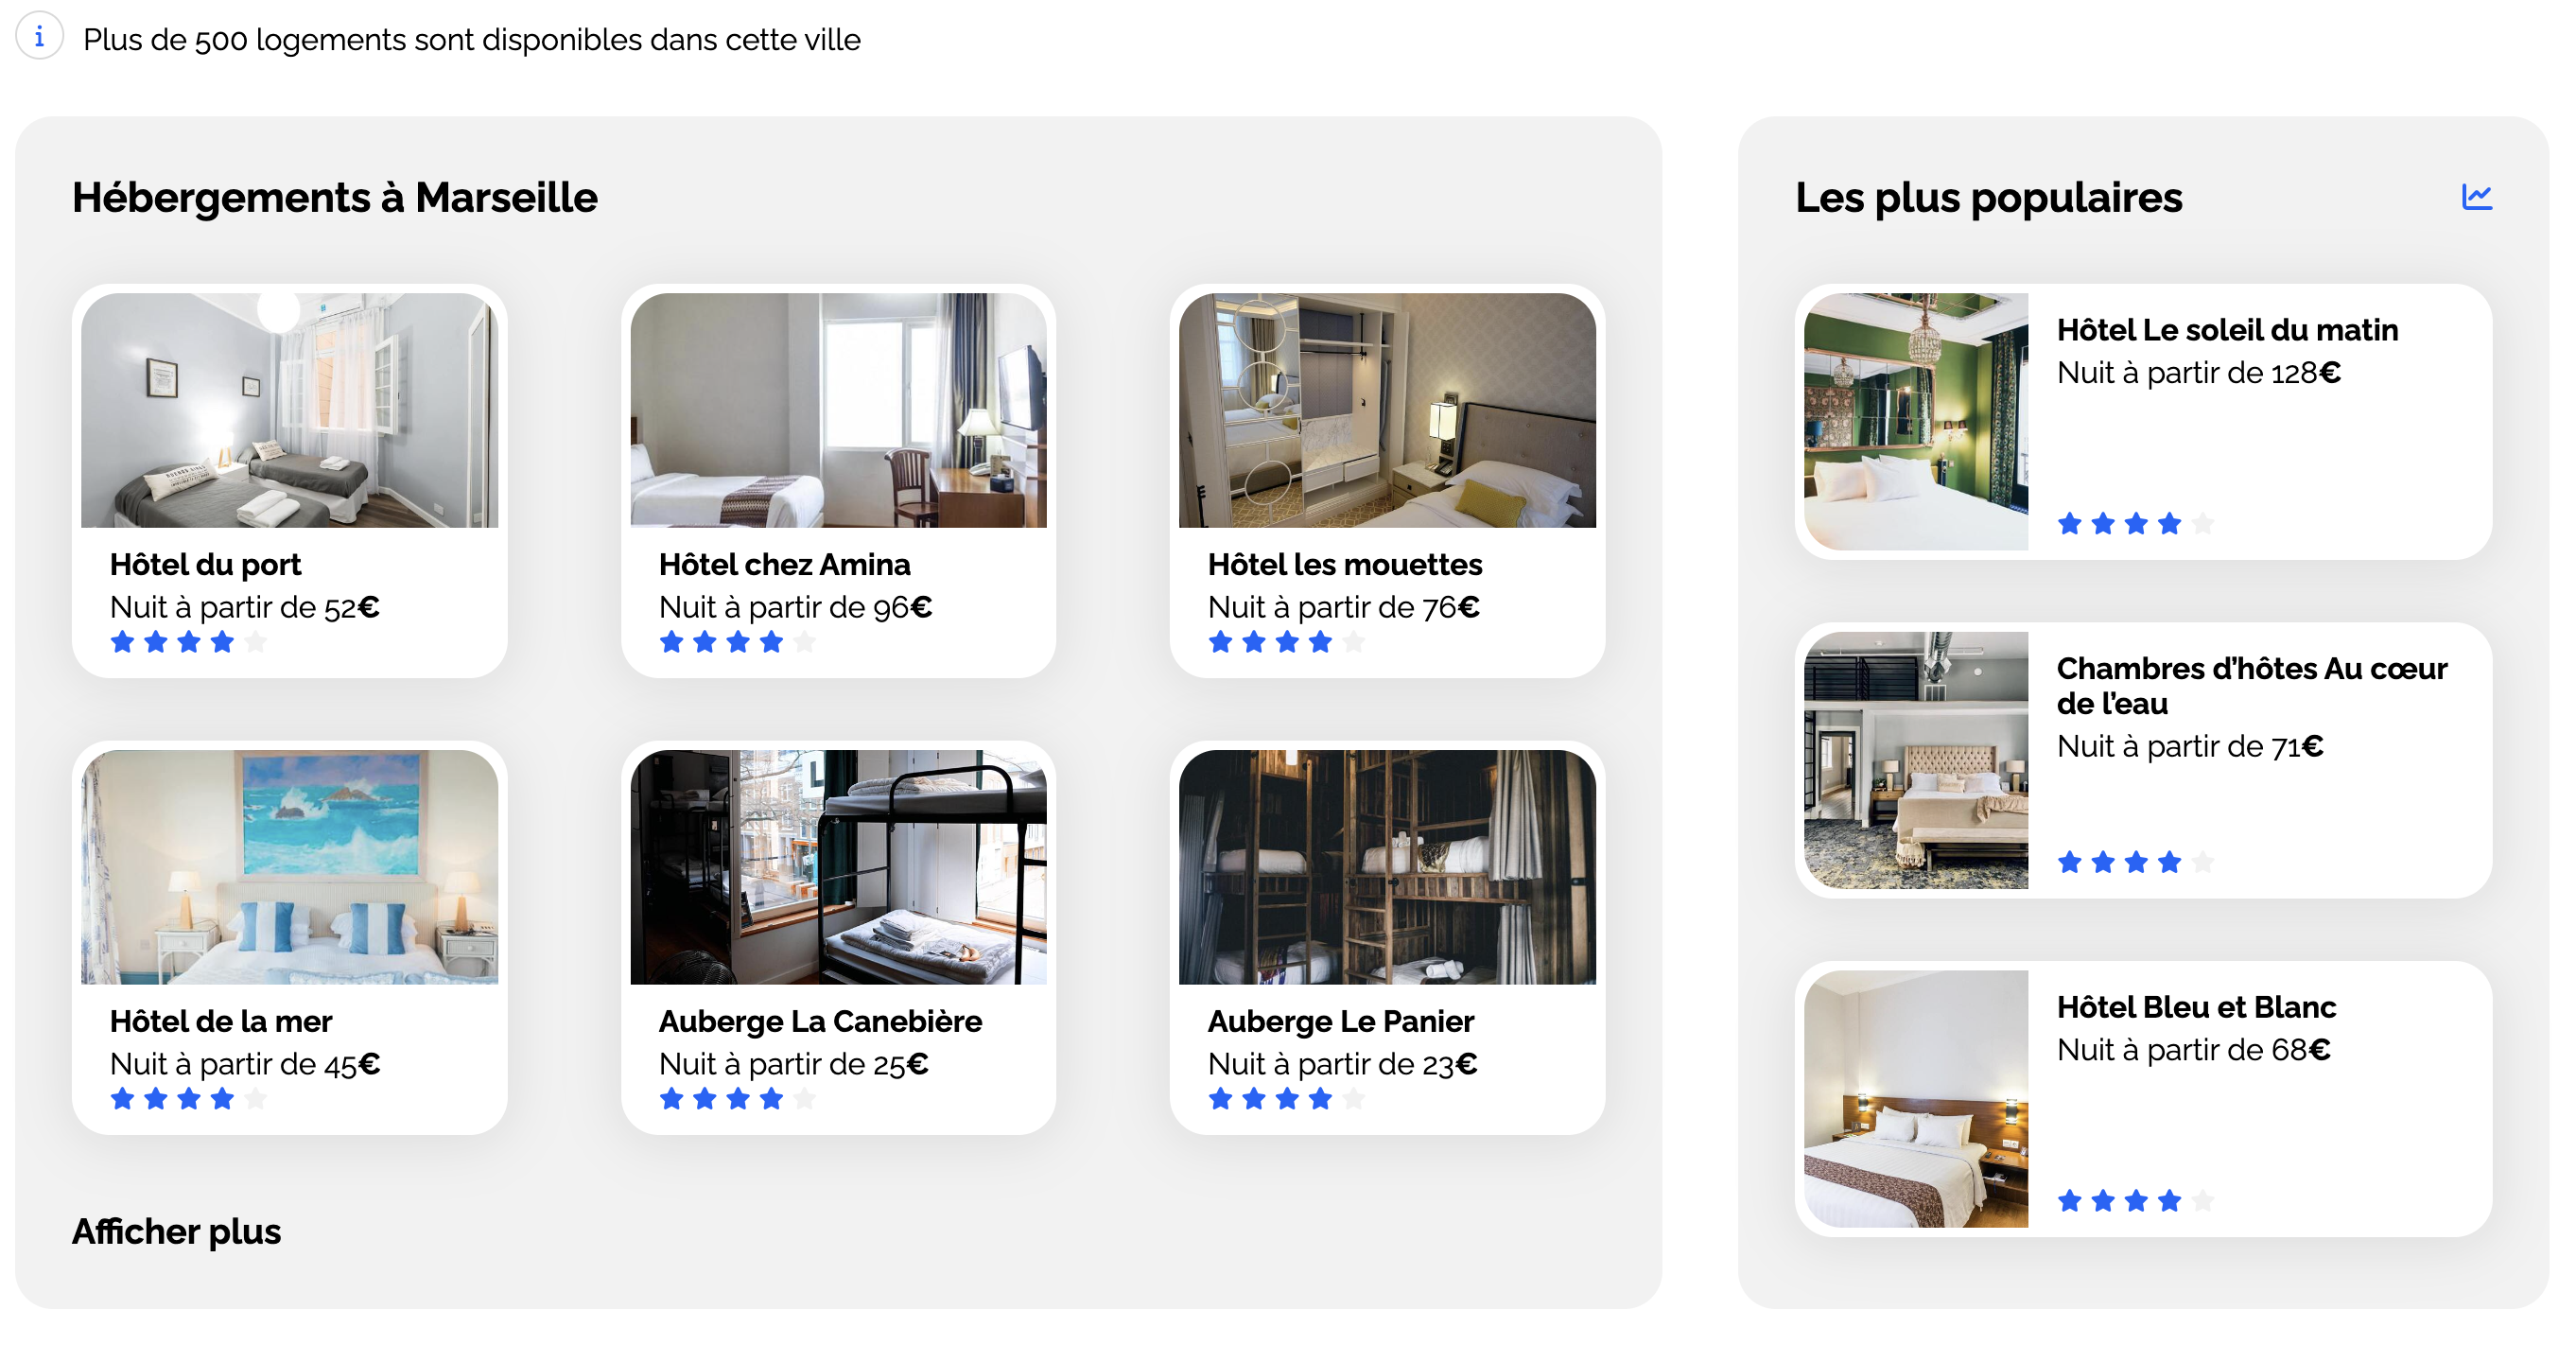 Plus de 500 logements sont disponibles dans cette ville
Hébergements à Marseille
Hôtel du port
Nuit à partir de 52€
Hôtel chez Amina
Nuit à partir de 96€
Hôtel les mouettes
Nuit à partir de 76€
Hôtel de la mer
Nuit à partir de 45€
Auberge La Canebière
Nuit à partir de 25€
Auberge Le Panier
Nuit à partir de 23€
Afficher plus
Les plus populaires
Hôtel Le soleil du matin
Nuit à partir de 128€
Chambres d’hôtes Au cœur
de l’eau
Nuit à partir de 71€
Hôtel Bleu et Blanc
Nuit à partir de 68€